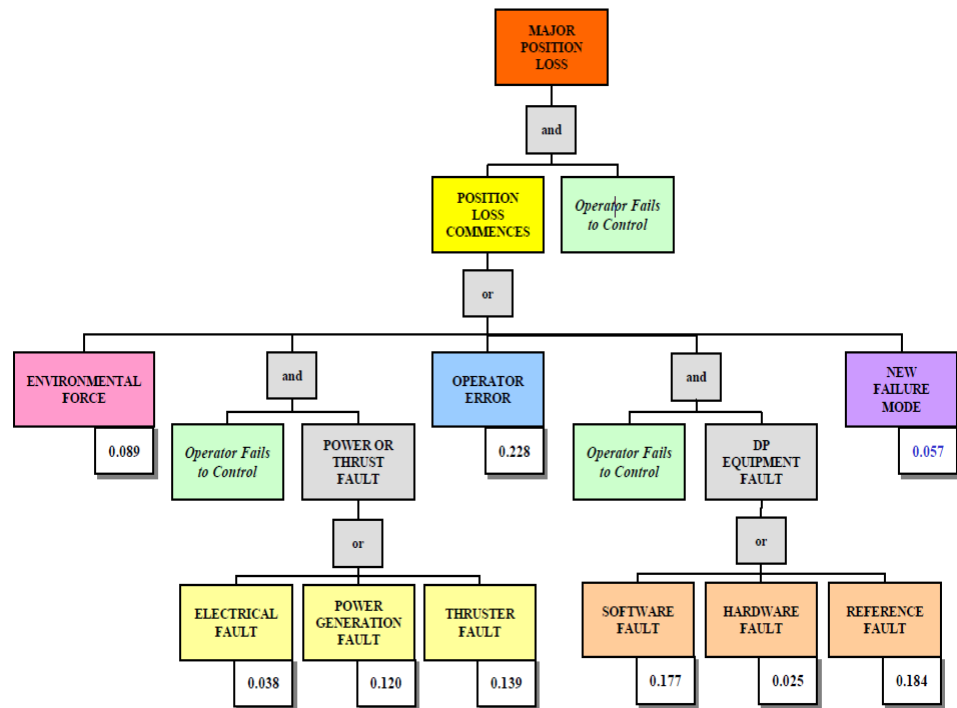 MAJOR
POSITION
LOSS
and
POSITION
LOSS
COMMENCES
Operator Fails
to Control
or
ENVIRONMENTAL
FORCE
0.089
and
Operator Fails
to Control
POWER OR
THRUST
FAULT
OPERATOR
ERROR
0.228
and
Operator Fails
to Control
DP
EQUIPMENT
FAULT
NEW
FAILURE
MODE
0.057
or
ELECTRICAL
FAULT
0.038
POWER
GENERATION
FAULT
0.120
THRUSTER
FAULT
0.139
or
SOFTWARE
FAULT
0.177
HARDWARE
FAULT
0.025
REFERENCE
FAULT
0.184